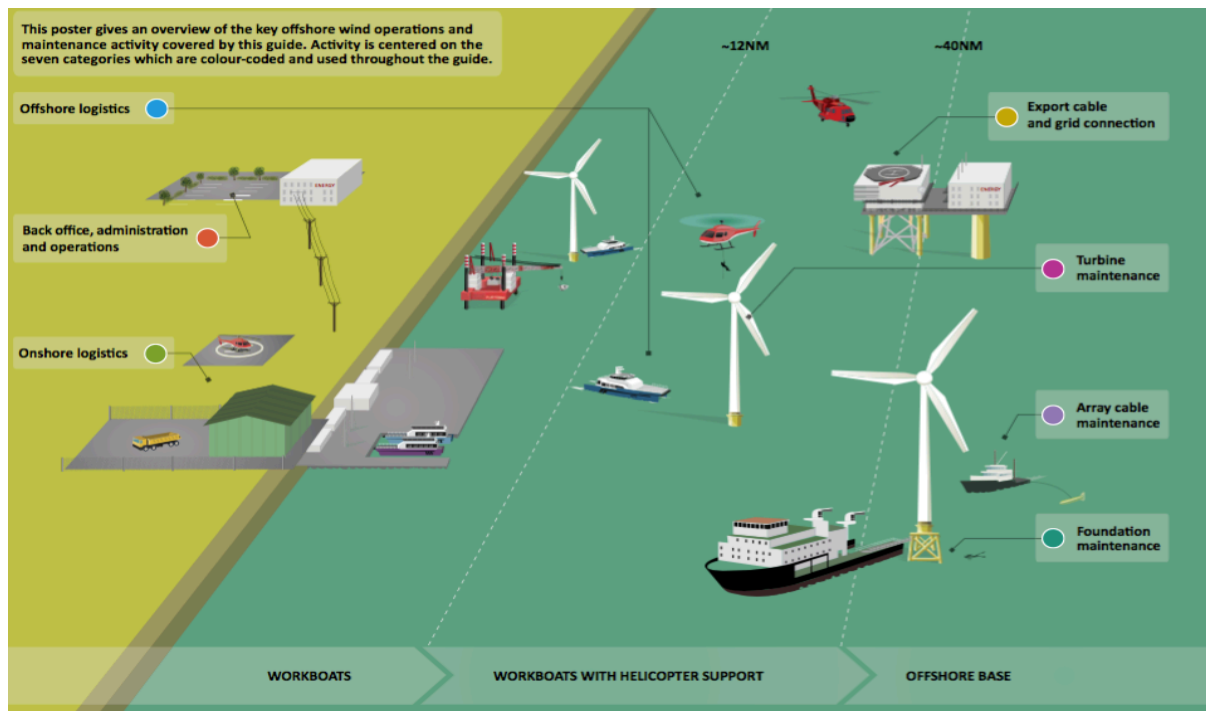 This poster gives an overview of the key offshore wind operations and
maintenance activity covered by this guide. Activity is centered on the
seven categories which are colour-coded and used throughout the guide.
~12NM
~40NM
Offshore logistics
Export cable
and grid connection
ENERGY
ENERGY
Back office, administration
and operations
Turbine
maintenance
Onshore logistics
Array cable
maintenance
Foundation
maintenance
WORKBOATS
WORKBOATS WITH HELICOPTER SUPPORT
OFFSHORE BASE